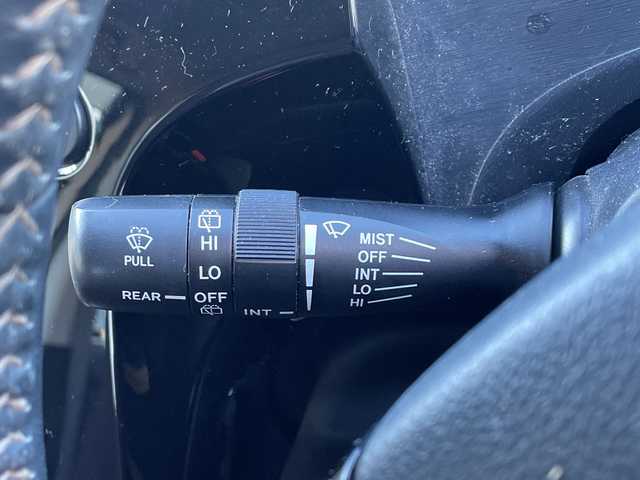 PULL
REAR
HI
LO
OFF
INT
MIST
OFF
INT
LO
HI